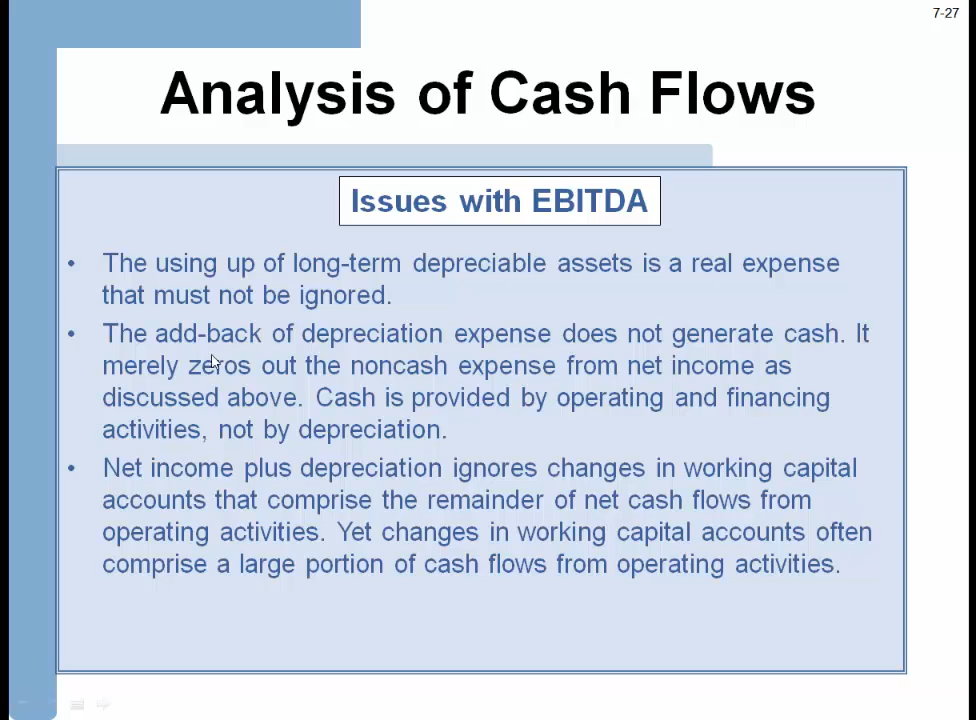 7-27
Analysis of Cash Flows
Issues with EBITDA
• The using up of long-term depreciable assets is a real expense
that must not be ignored.
• The add-back of depreciation expense does not generate cash. It
merely zeros out the noncash expense from net income as
discussed above. Cash is provided by operating and financing
activities, not by depreciation.
• Net income plus depreciation ignores changes in working capital
accounts that comprise the remainder of net cash flows from
operating activities. Yet changes in working capital accounts often
comprise a large portion of cash flows from operating activities.